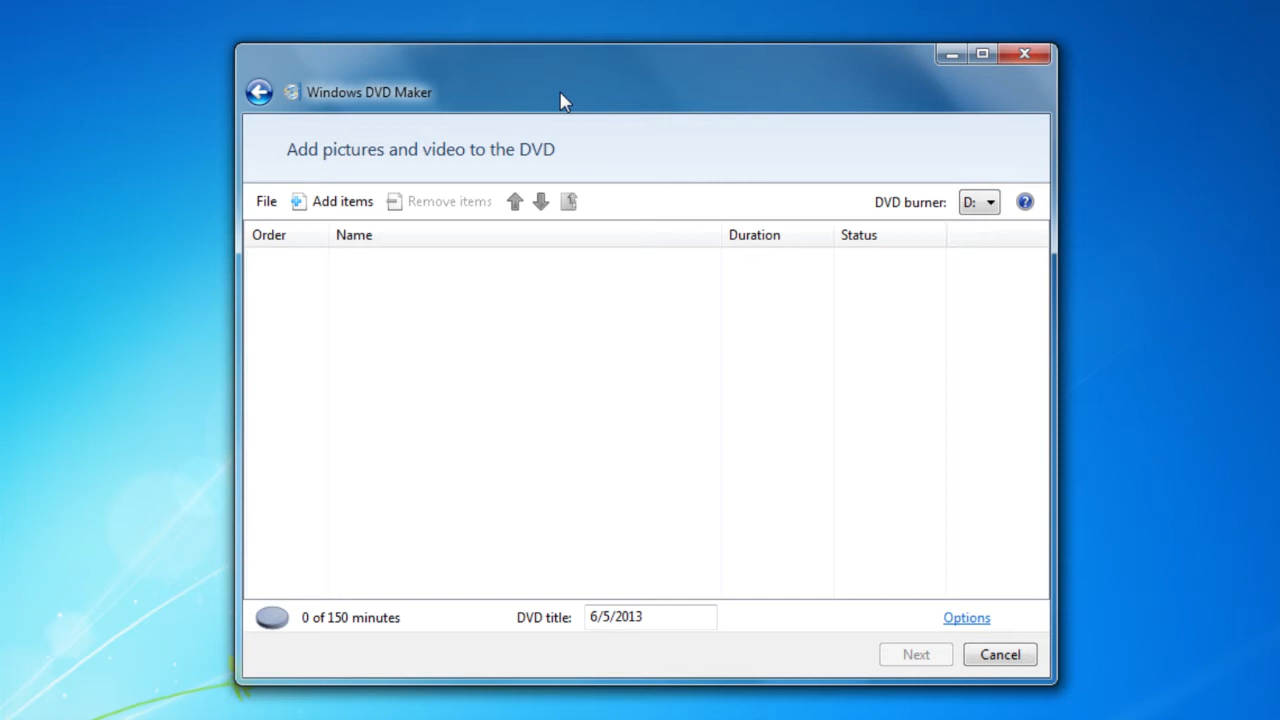 Windows DVD Maker
Add pictures and video to the DVD
File Add items Remove items DVD burner: D:
Order Name Duration Status
0 of 150 minutes DVD title: 6/5/2013 Options
Next Cancel